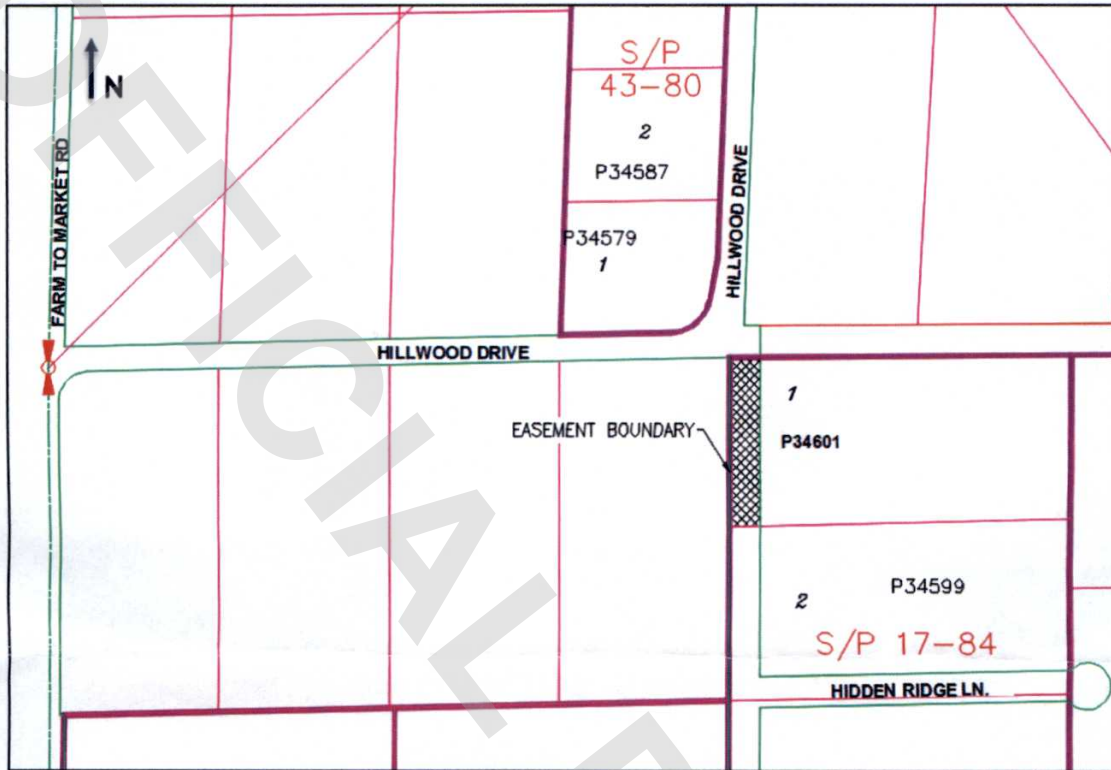 N
FARM TO MARKET RD
S/P
43-80
2
P34587
P34579
1
HILLWOOD DRIVE
HILLWOOD DRIVE
EASEMENT BOUNDARY
1
P34601
2
P34599
S/P 17-84
HIDDEN RIDGE LN.
OFFICIAL